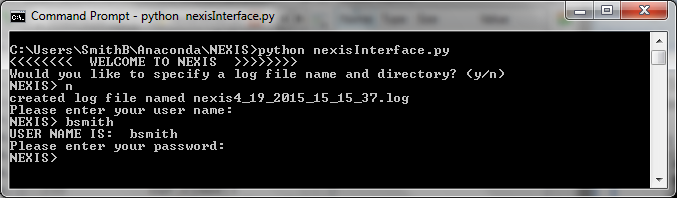 Command Prompt - python  nexisInterface.py
C:\Users\SmithB\Anaconda\NEXIS>python nexisInterface.py
<<<<<<<<  WELCOME TO NEXIS  >>>>>>>>
Would you like to specify a log file name and directory? (y/n)
NEXIS> n
created log file named nexis4_19_2015_15_15_37.log
Please enter your user name:
NEXIS> bsmith
USER NAME IS:  bsmith
Please enter your password:
NEXIS>